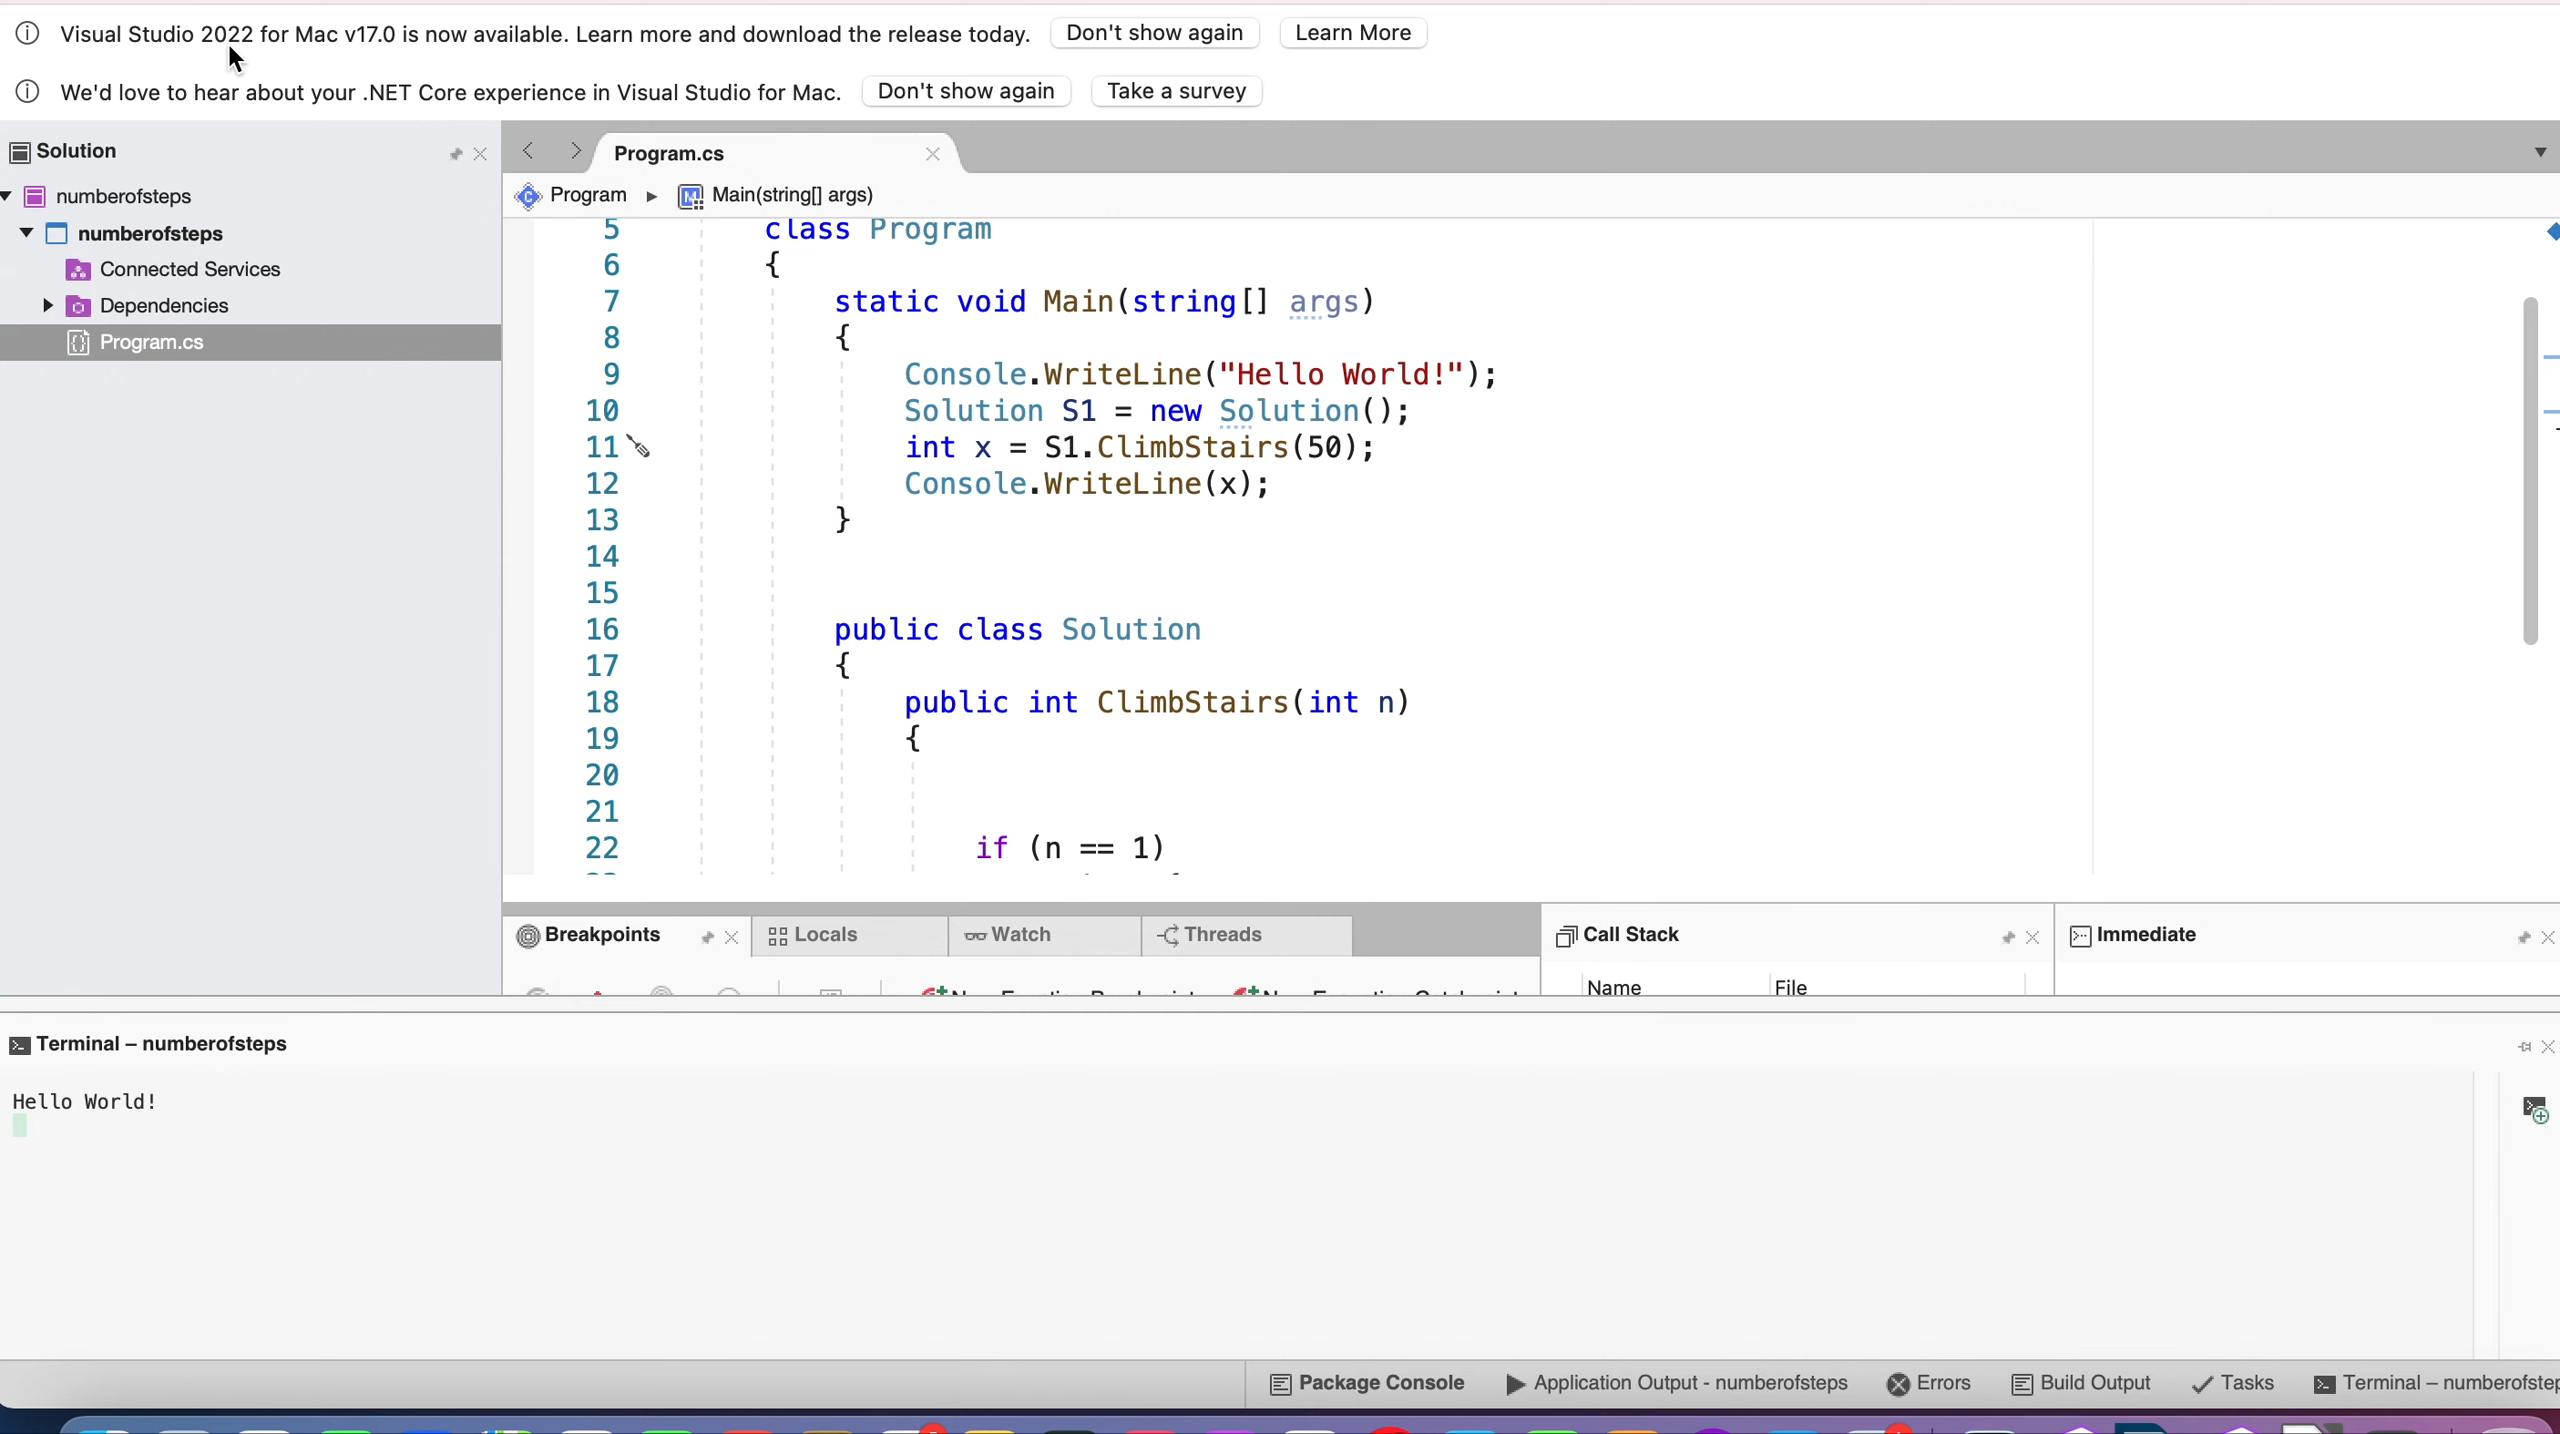 Visual Studio 2022 for Mac v17.0 is now available. Learn more and download the release today. Don't show again Learn More
We'd love to hear about your .NET Core experience in Visual Studio for Mac. Don't show again Take a survey
Solution
numberofsteps
numberofsteps
Connected Services
Dependencies
Program.cs
Program.cs
Program Main(string[] args)
5 class Program
6 {
7 static void Main(string[] args)
8 {
9 Console.WriteLine("Hello World!");
10 Solution S1 = new Solution();
11 int x = S1.ClimbStairs(50);
12 Console.WriteLine(x);
13 }
14
15
16 public class Solution
17 {
18 public int ClimbStairs(int n)
19 {
20
21
22 if (n == 1)
Breakpoints Locals Watch Threads
Call Stack
Name File
Immediate
Terminal – numberofsteps
Hello World!
Package Console Application Output - numberofsteps Errors Build Output Tasks Terminal – numberofstep